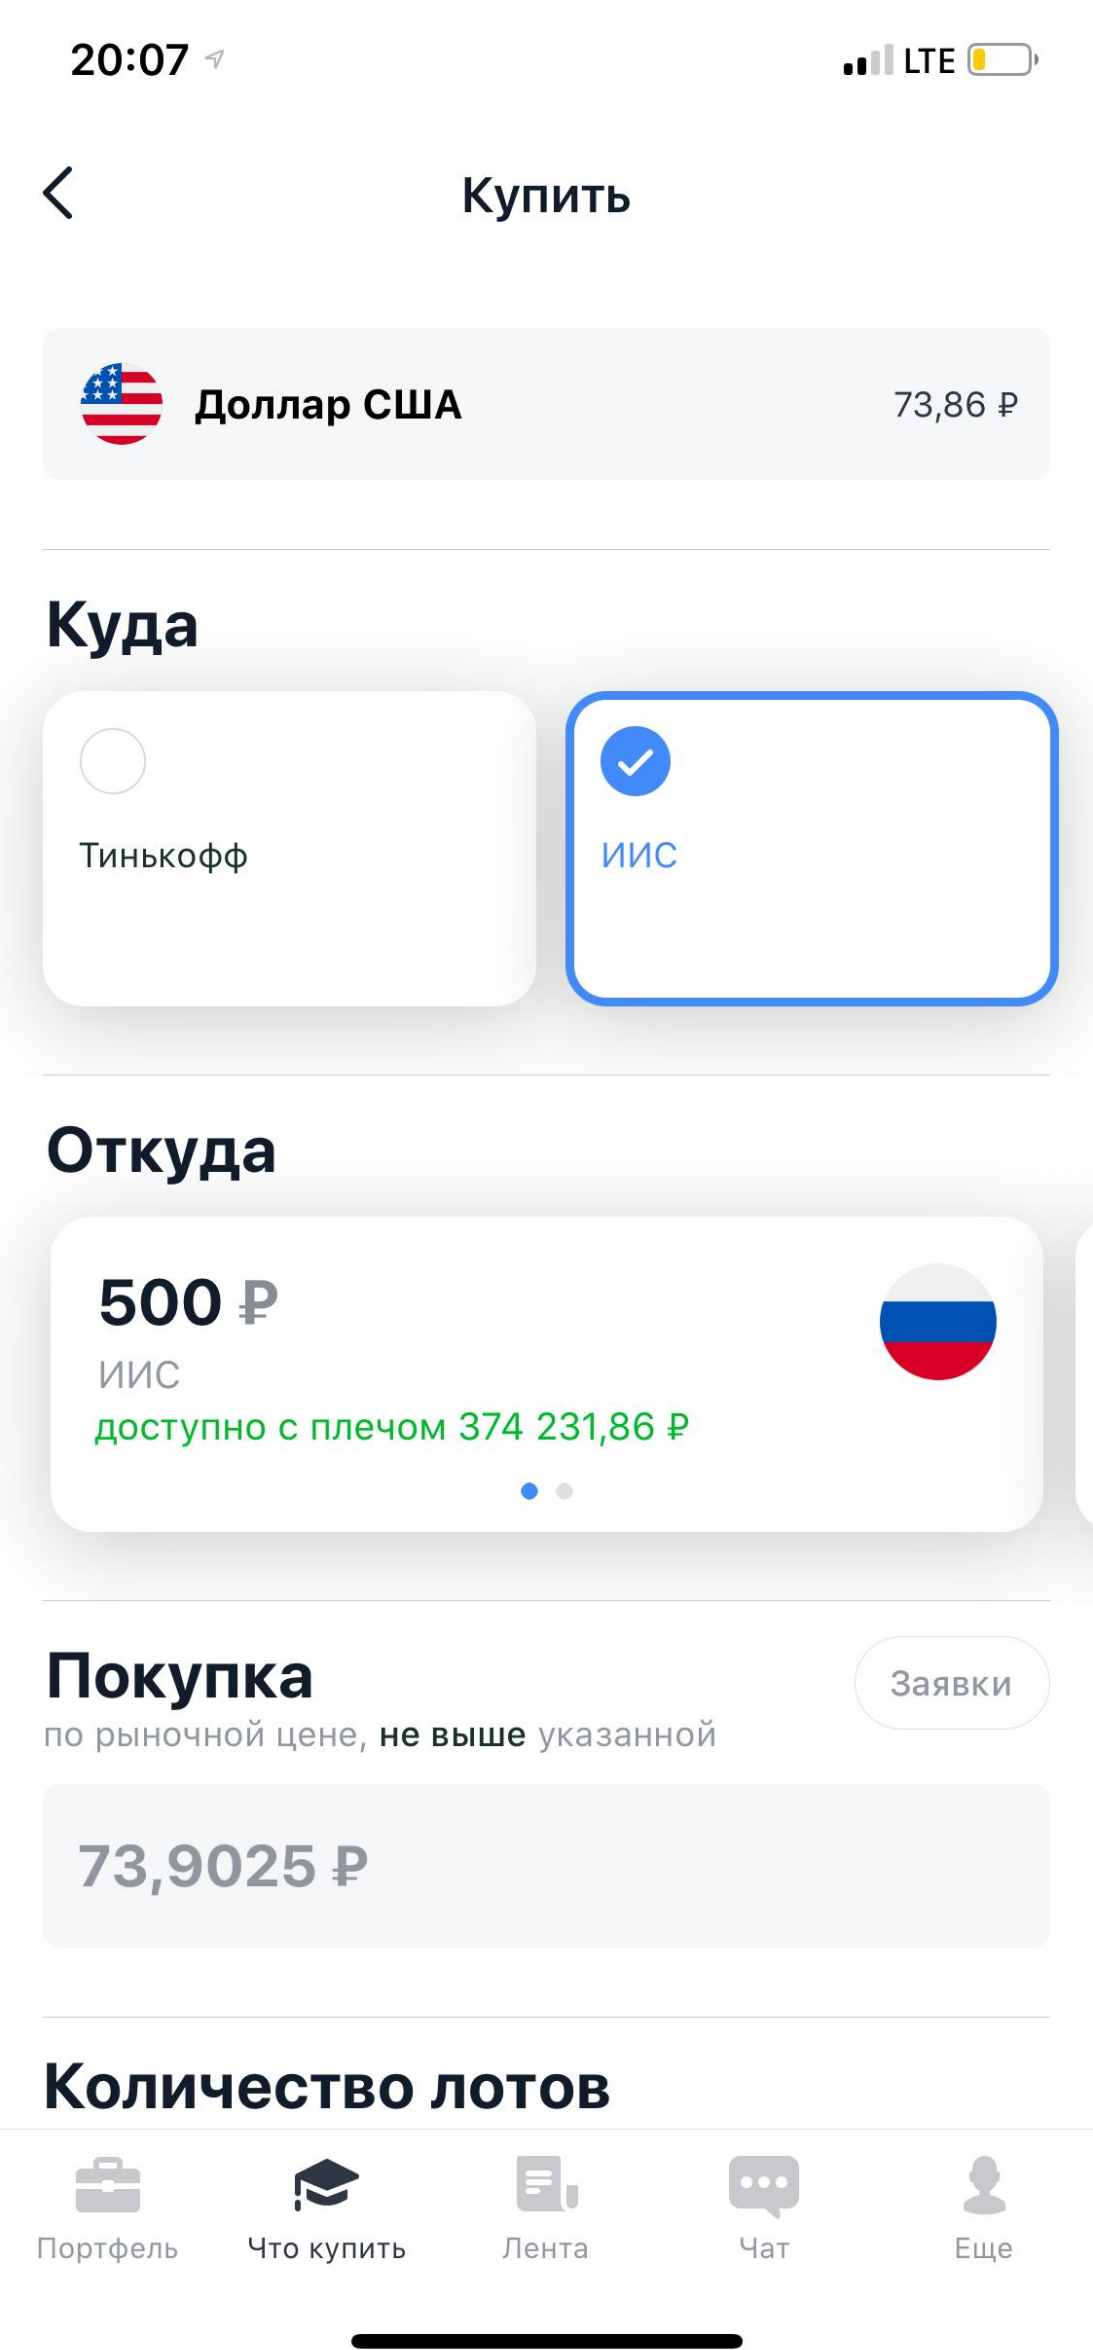 20:07
LTE
Купить
Доллар США
73,86 ₽
Куда
Тинькофф
ИИС
Откуда
500 ₽
ИИС
доступно с плечом 374 231,86 ₽
Покупка
Заявки
по рыночной цене, не выше указанной
73,9025 ₽
Количество лотов
Портфель
Что купить
Лента
Чат
Еще